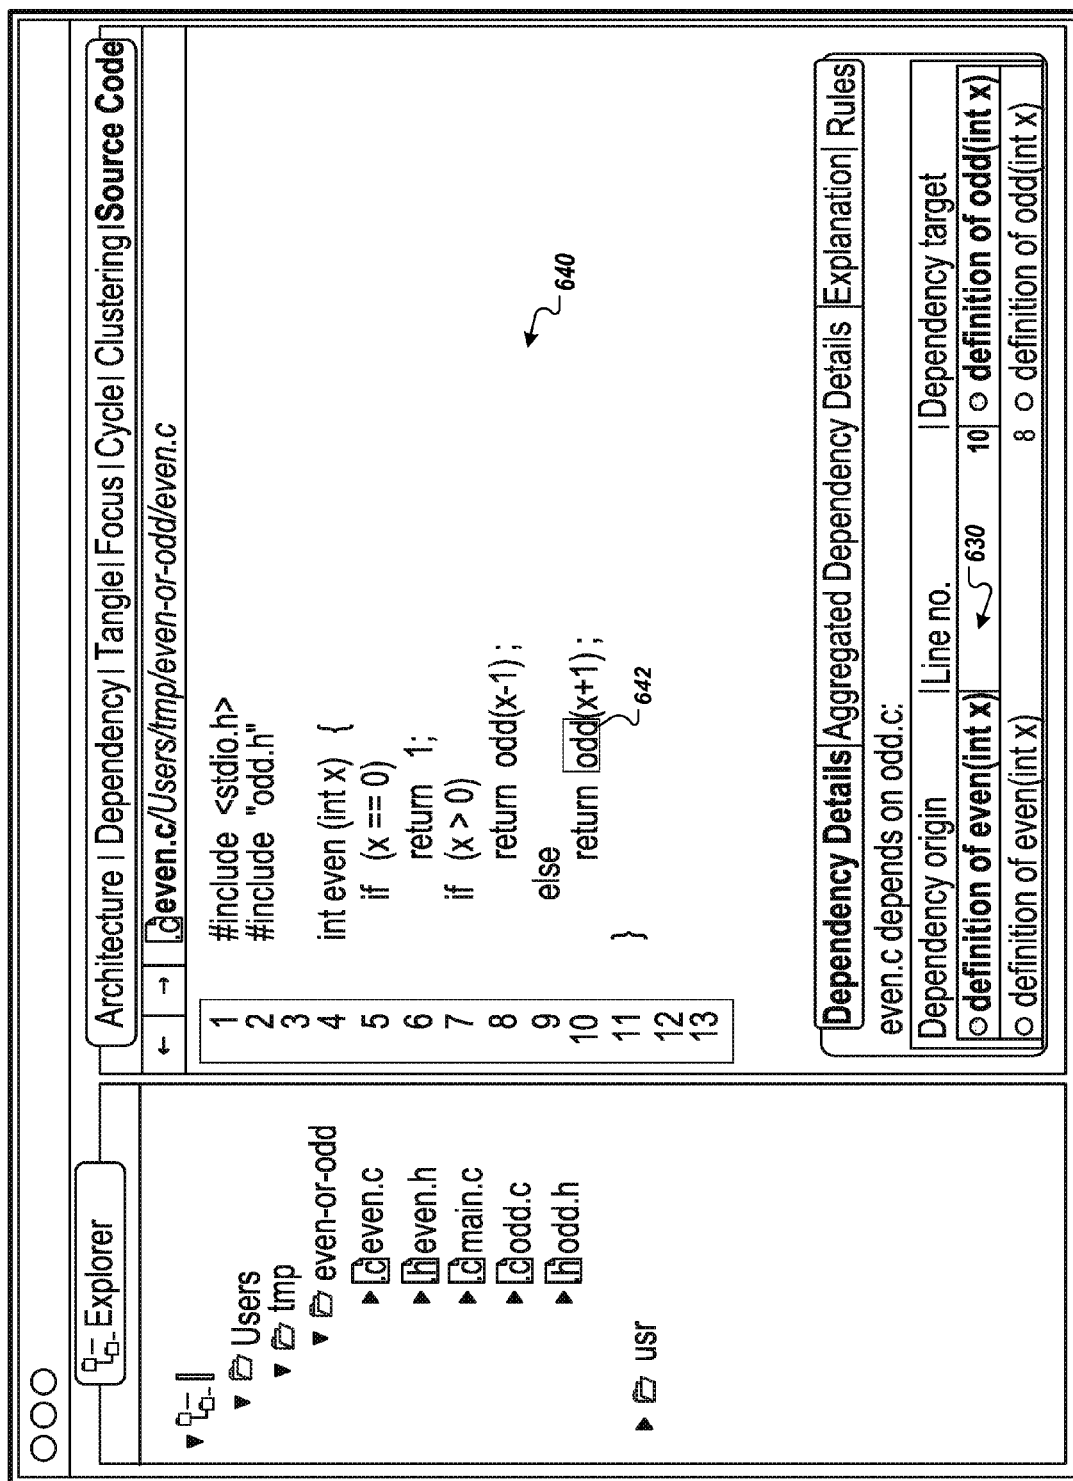 Explorer
Users
tmp
even-or-odd
.c even.c
.h even.h
.c main.c
.c odd.c
.h odd.h
usr
Architecture | Dependency | Tangle | Focus | Cycle | Clustering | Source Code
← → .c even.c/Users/tmp/even-or-odd/even.c
1 #include <stdio.h>
2 #include "odd.h"
3
4 int even (int x) {
5 if (x == 0)
6 return 1;
7 if (x > 0)
8 return odd(x-1) ;
9 else
10 return odd(x+1) ;
11 }
12
13
642
640
Dependency Details | Aggregated Dependency Details | Explanation | Rules
even.c depends on odd.c:
Dependency origin | Line no. | Dependency target
definition of even(int x) 10 definition of odd(int x)
630
definition of even(int x) 8 definition of odd(int x)